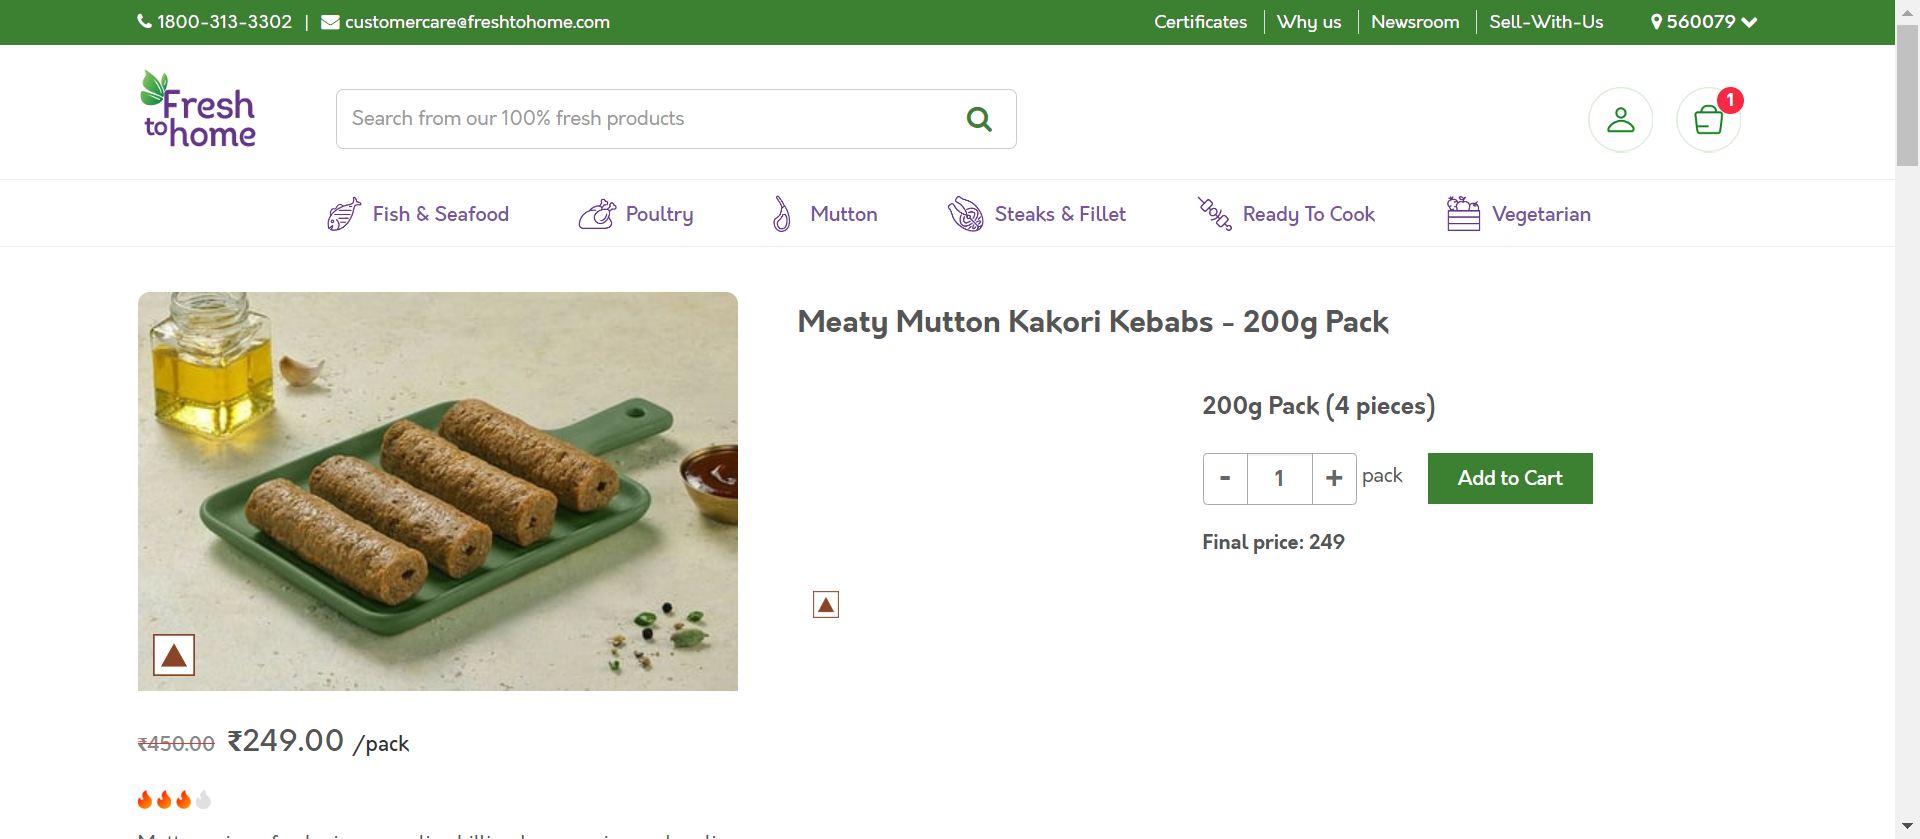 1800-313-3302 | customercare@freshtohome.com
Certificates Why us Newsroom Sell-With-Us 560079
Fresh
to home
Search from our 100% fresh products
1
Fish & Seafood Poultry Mutton Steaks & Fillet Ready To Cook Vegetarian
Meaty Mutton Kakori Kebabs - 200g Pack
200g Pack (4 pieces)
- 1 + pack Add to Cart
Final price: 249
₹450.00 ₹249.00 /pack